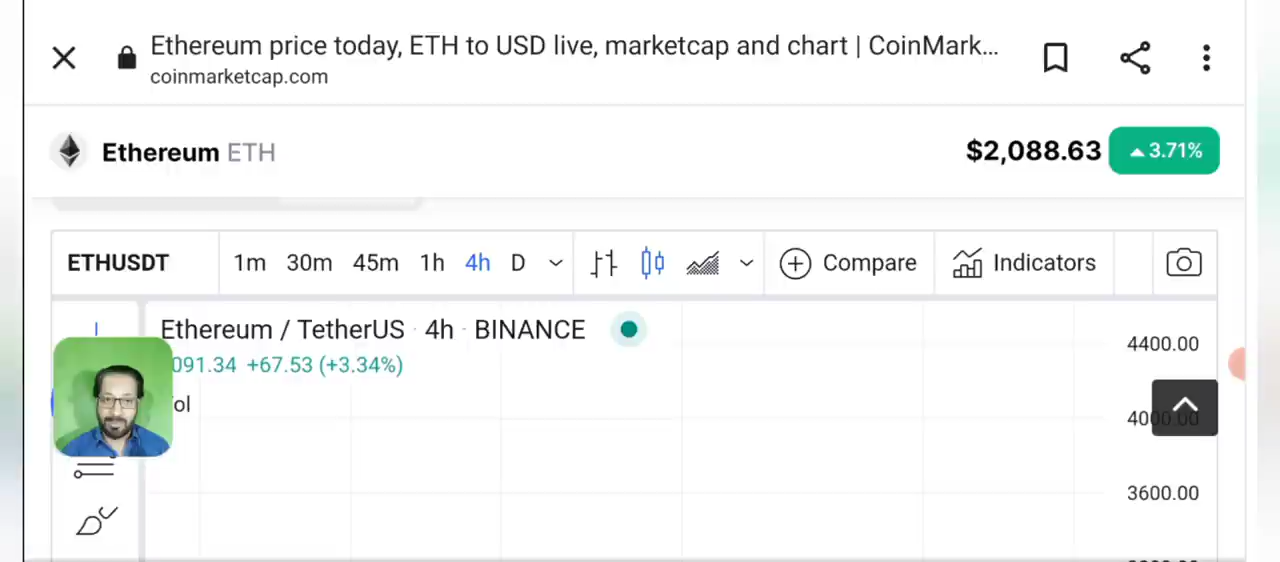 Ethereum price today, ETH to USD live, marketcap and chart | CoinMark...
coinmarketcap.com
Ethereum ETH
$2,088.63
3.71%
ETHUSDT 1m 30m 45m 1h 4h D Compare Indicators
Ethereum / TetherUS · 4h · BINANCE
091.34 +67.53 (+3.34%)
ol
4400.00
4000.00
3600.00